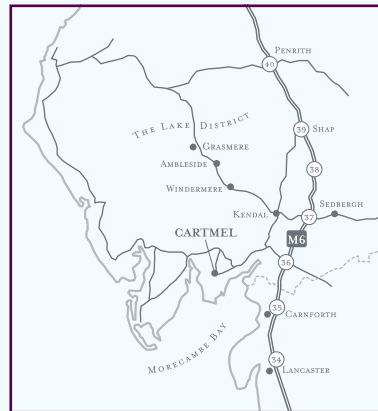 PENRITH
40
THE LAKE DISTRICT
39
SHAP
GRASMERE
AMBLESIDE
38
WINDERMERE
SEDBERGH
KENDAL
37
CARTMEL
M6
36
35
CARNFORTH
MORECAMBE BAY
34
LANCASTER